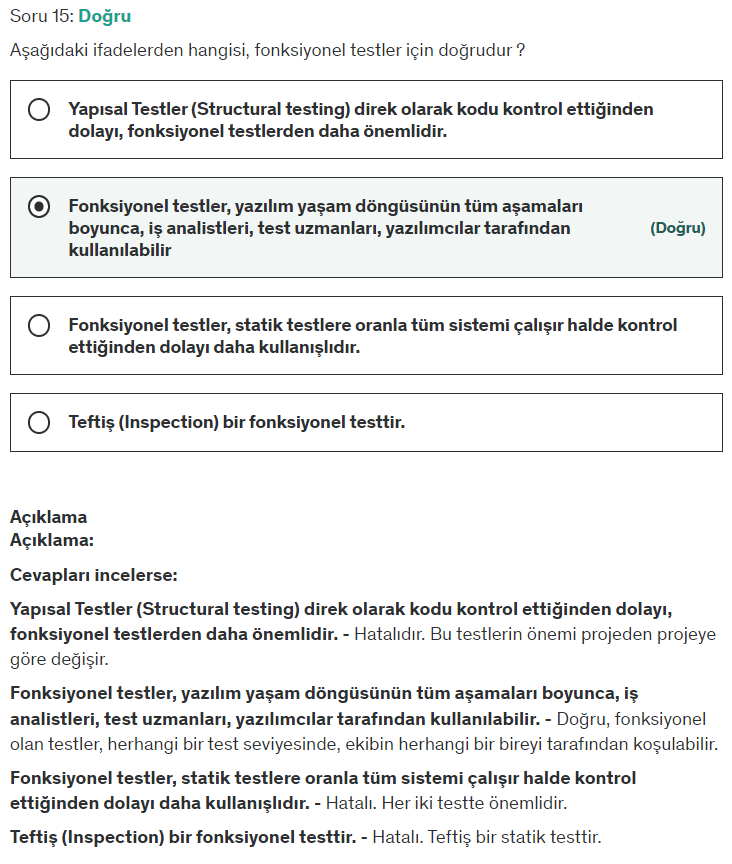 Soru 15: Doğru
Aşağıdaki ifadelerden hangisi, fonksiyonel testler için doğrudur ?
Yapısal Testler (Structural testing) direk olarak kodu kontrol ettiğinden
dolayı, fonksiyonel testlerden daha önemlidir.
Fonksiyonel testler, yazılım yaşam döngüsünün tüm aşamaları
boyunca, iş analistleri, test uzmanları, yazılımcılar tarafından
kullanılabilir
(Doğru)
Fonksiyonel testler, statik testlere oranla tüm sistemi çalışır halde kontrol
ettiğinden dolayı daha kullanışlıdır.
Teftiş (Inspection) bir fonksiyonel testtir.
Açıklama
Açıklama:
Cevapları incelerse:
Yapısal Testler (Structural testing) direk olarak kodu kontrol ettiğinden dolayı,
fonksiyonel testlerden daha önemlidir. - Hatalıdır. Bu testlerin önemi projeden projeye
göre değişir.
Fonksiyonel testler, yazılım yaşam döngüsünün tüm aşamaları boyunca, iş
analistleri, test uzmanları, yazılımcılar tarafından kullanılabilir. - Doğru, fonksiyonel
olan testler, herhangi bir test seviyesinde, ekibin herhangi bir bireyi tarafından koşulabilir.
Fonksiyonel testler, statik testlere oranla tüm sistemi çalışır halde kontrol
ettiğinden dolayı daha kullanışlıdır. - Hatalı. Her iki testte önemlidir.
Teftiş (Inspection) bir fonksiyonel testtir. - Hatalı. Teftiş bir statik testtir.